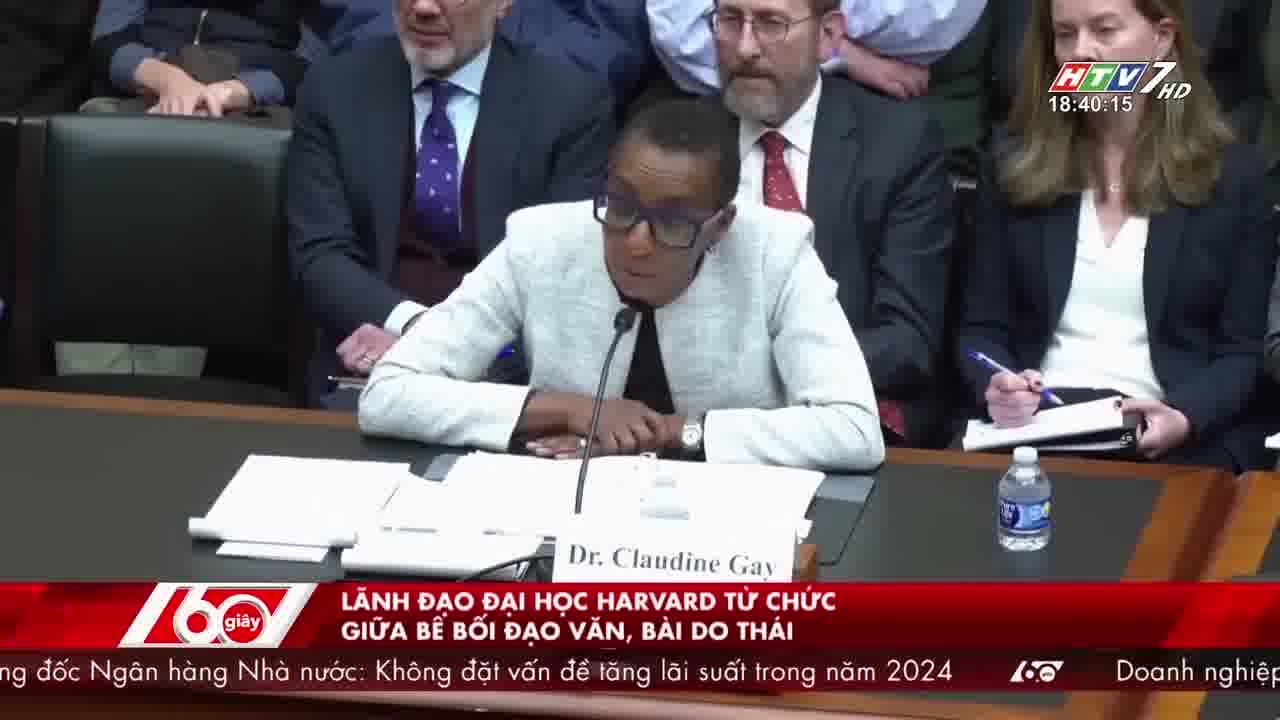 HTV7 HD
18:40:15
Dr. Claudine Gay
60 giây
LÃNH ĐẠO ĐẠI HỌC HARVARD TỪ CHỨC
GIỮA BÊ BỐI ĐẠO VĂN, BÀI DO THÁI
ng đốc Ngân hàng Nhà nước: Không đặt vấn đề tăng lãi suất trong năm 2024 60 giây Doanh nghiệp